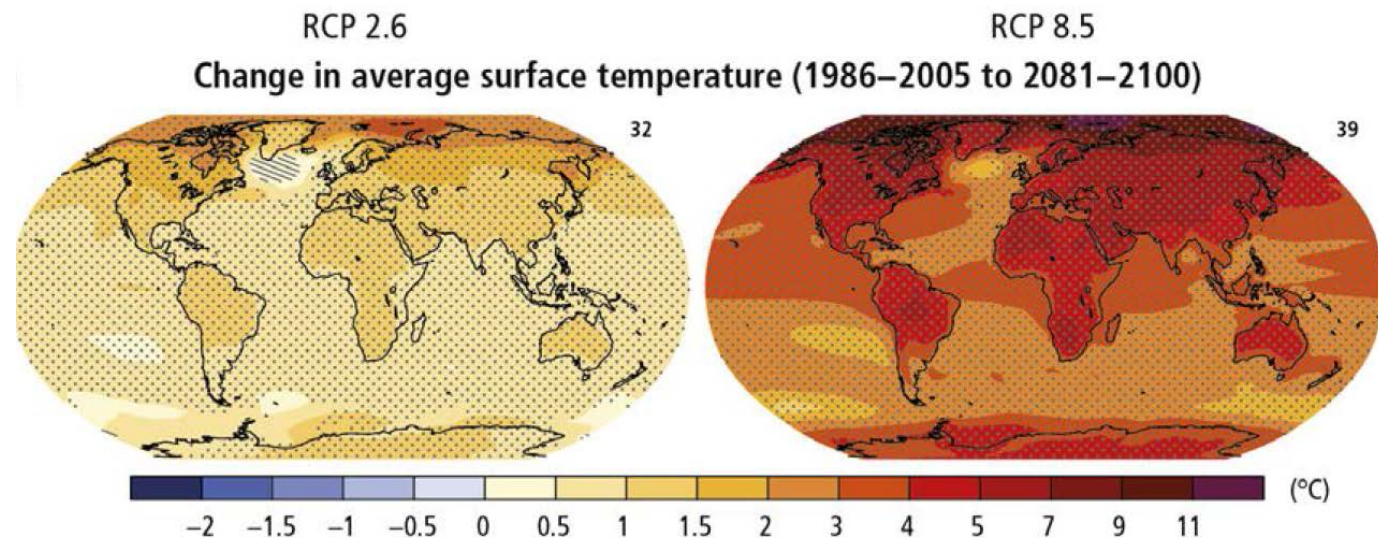 RCP 2.6 RCP 8.5
Change in average surface temperature (1986–2005 to 2081–2100)
32 39
(°C)
−2 −1.5 −1 −0.5 0 0.5 1 1.5 2 3 4 5 7 9 11